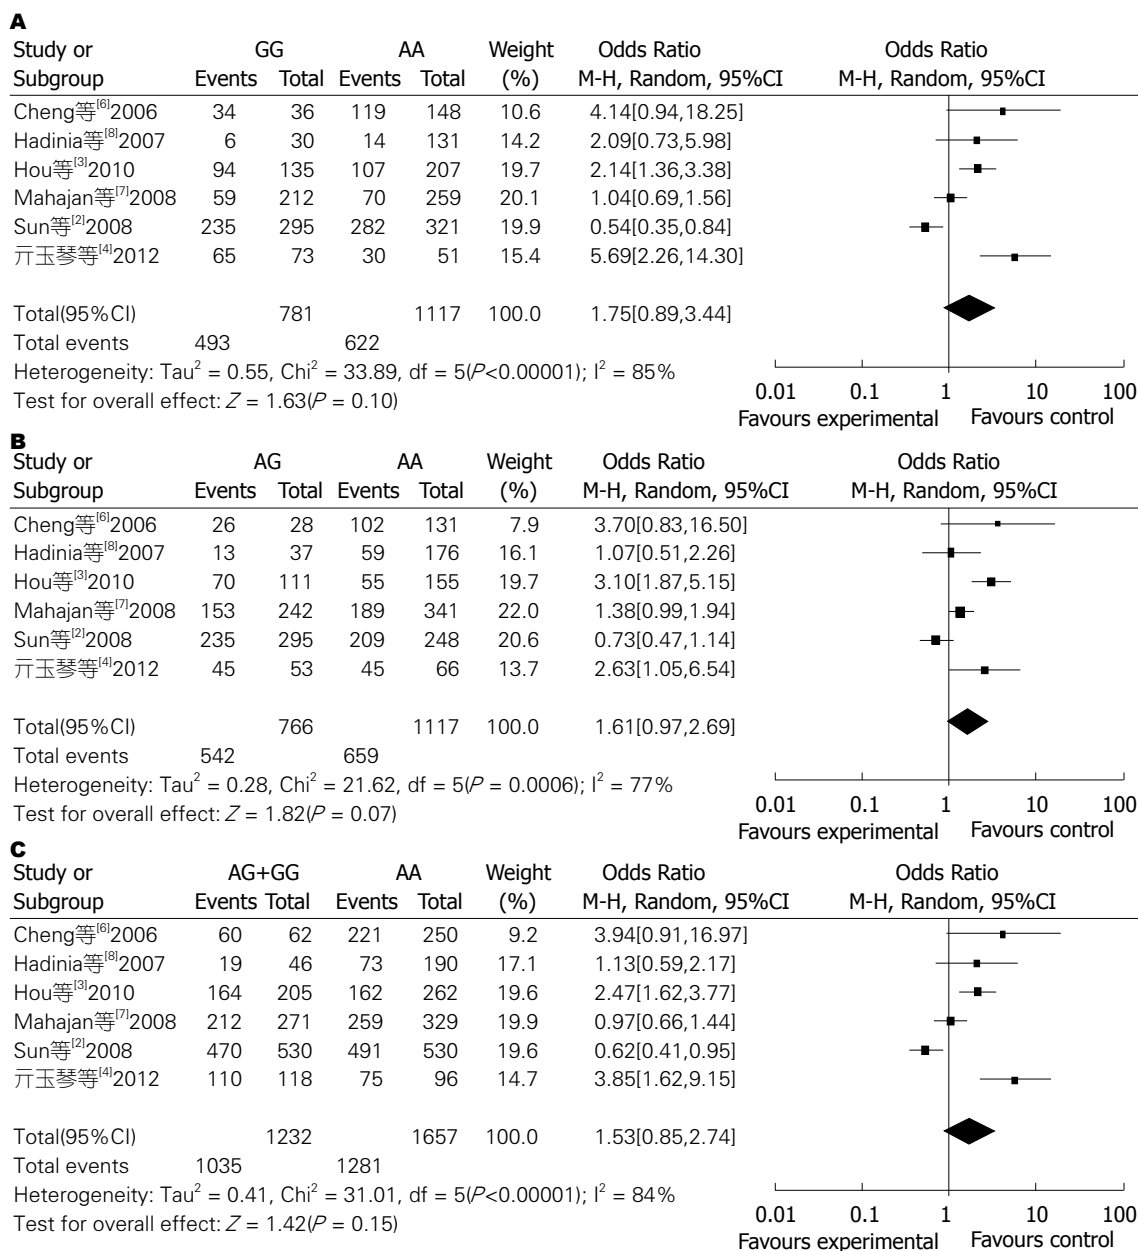 A
Study or GG AA Weight Odds Ratio Odds Ratio
Subgroup Events Total Events Total (%) M-H, Random, 95%CI M-H, Random, 95%CI
Cheng等[6]2006 34 36 119 148 10.6 4.14[0.94,18.25]
Hadinia等[8]2007 6 30 14 131 14.2 2.09[0.73,5.98]
Hou等[3]2010 94 135 107 207 19.7 2.14[1.36,3.38]
Mahajan等[7]2008 59 212 70 259 20.1 1.04[0.69,1.56]
Sun等[2]2008 235 295 282 321 19.9 0.54[0.35,0.84]
亓玉琴等[4]2012 65 73 30 51 15.4 5.69[2.26,14.30]
Total(95%CI) 781 1117 100.0 1.75[0.89,3.44]
Total events 493 622
Heterogeneity: Tau² = 0.55, Chi² = 33.89, df = 5(P<0.00001); I² = 85%
Test for overall effect: Z = 1.63(P = 0.10)
0.01 0.1 1 10 100
Favours experimental Favours control
B
Study or AG AA Weight Odds Ratio Odds Ratio
Subgroup Events Total Events Total (%) M-H, Random, 95%CI M-H, Random, 95%CI
Cheng等[6]2006 26 28 102 131 7.9 3.70[0.83,16.50]
Hadinia等[8]2007 13 37 59 176 16.1 1.07[0.51,2.26]
Hou等[3]2010 70 111 55 155 19.7 3.10[1.87,5.15]
Mahajan等[7]2008 153 242 189 341 22.0 1.38[0.99,1.94]
Sun等[2]2008 235 295 209 248 20.6 0.73[0.47,1.14]
亓玉琴等[4]2012 45 53 45 66 13.7 2.63[1.05,6.54]
Total(95%CI) 766 1117 100.0 1.61[0.97,2.69]
Total events 542 659
Heterogeneity: Tau² = 0.28, Chi² = 21.62, df = 5(P = 0.0006); I² = 77%
Test for overall effect: Z = 1.82(P = 0.07)
0.01 0.1 1 10 100
Favours experimental Favours control
C
Study or AG+GG AA Weight Odds Ratio Odds Ratio
Subgroup Events Total Events Total (%) M-H, Random, 95%CI M-H, Random, 95%CI
Cheng等[6]2006 60 62 221 250 9.2 3.94[0.91,16.97]
Hadinia等[8]2007 19 46 73 190 17.1 1.13[0.59,2.17]
Hou等[3]2010 164 205 162 262 19.6 2.47[1.62,3.77]
Mahajan等[7]2008 212 271 259 329 19.9 0.97[0.66,1.44]
Sun等[2]2008 470 530 491 530 19.6 0.62[0.41,0.95]
亓玉琴等[4]2012 110 118 75 96 14.7 3.85[1.62,9.15]
Total(95%CI) 1232 1657 100.0 1.53[0.85,2.74]
Total events 1035 1281
Heterogeneity: Tau² = 0.41, Chi² = 31.01, df = 5(P<0.00001); I² = 84%
Test for overall effect: Z = 1.42(P = 0.15)
0.01 0.1 1 10 100
Favours experimental Favours control